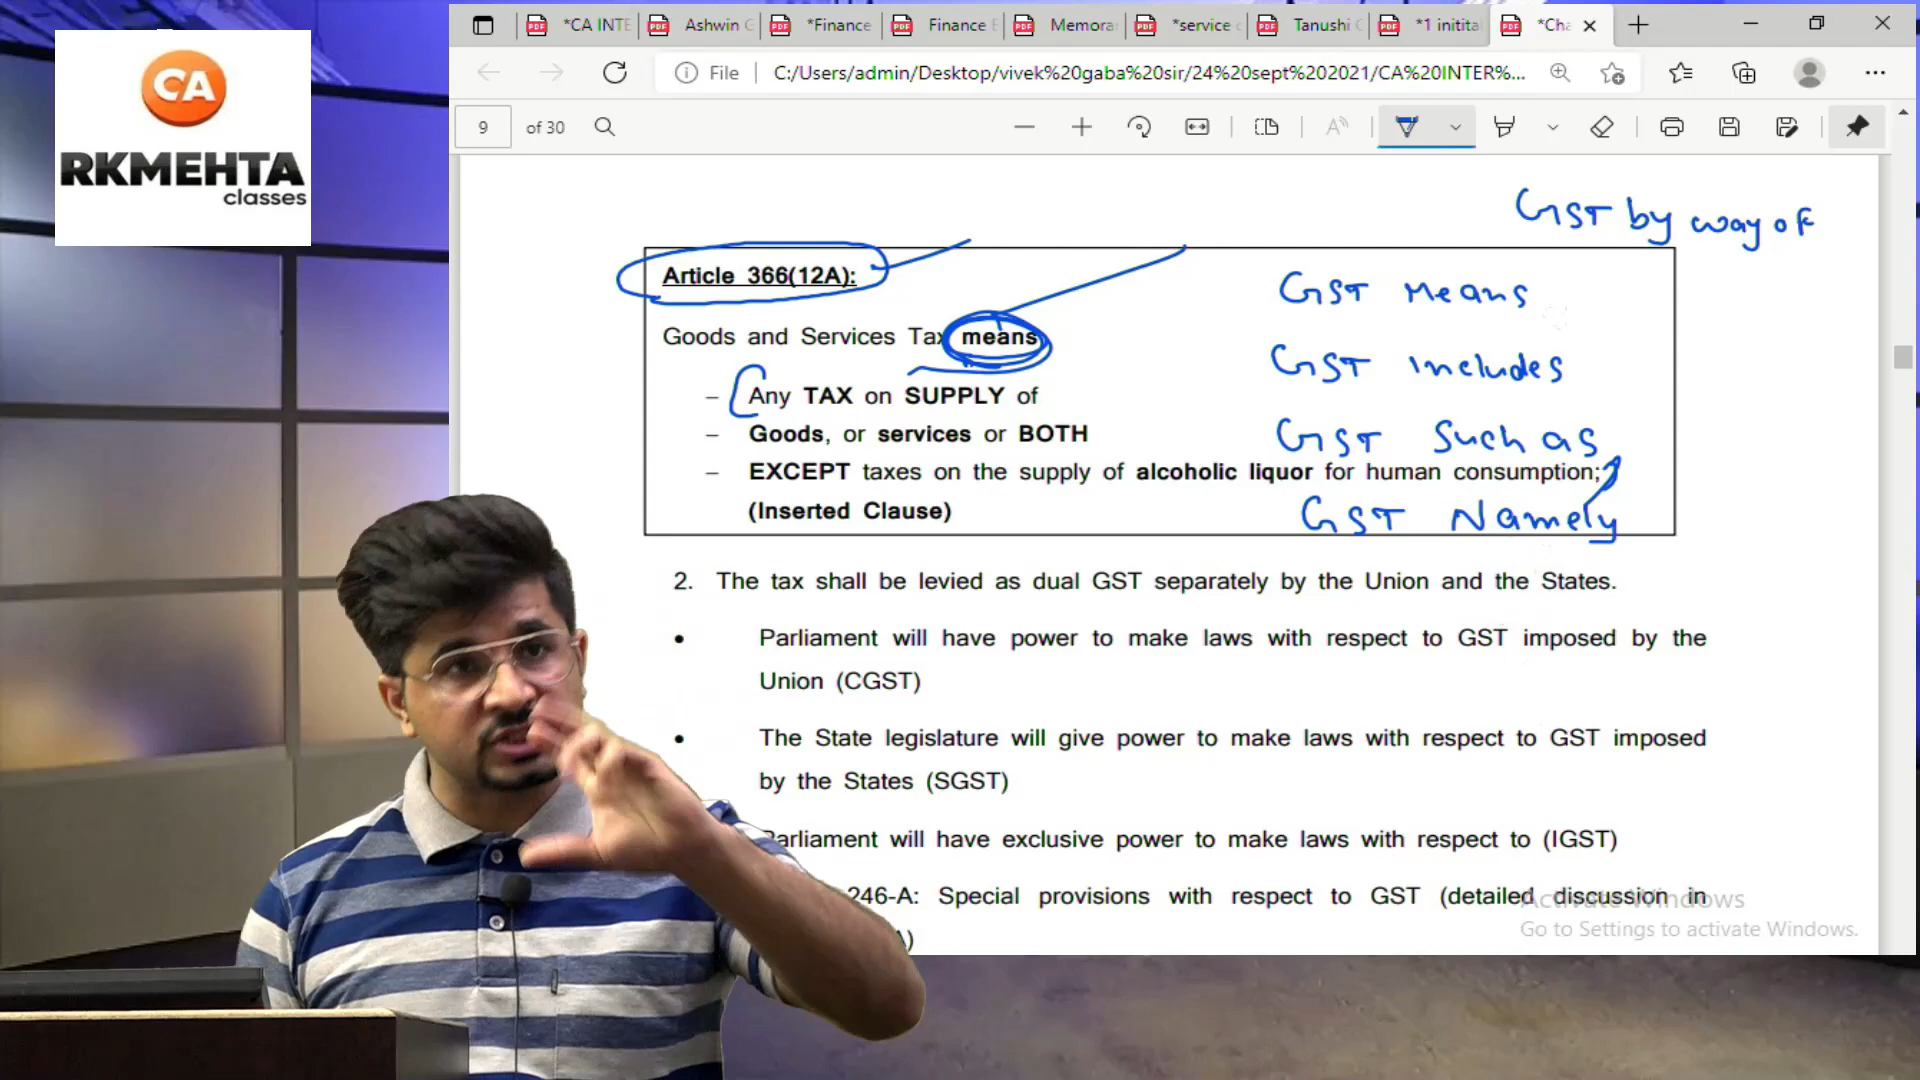 CA
RKMEHTA
classes
*CA INTE
Ashwin G
*Finance
Finance E
Memora
*service c
Tanushi C
*1 initita
*Cha
File
C:/Users/admin/Desktop/vivek%20gaba%20sir/24%20sept%202021/CA%20INTER%...
9 of 30
GST by way of
Article 366(12A):
GST Means
Goods and Services Tax means
GST Includes
– Any TAX on SUPPLY of
– Goods, or services or BOTH
GST Such as
– EXCEPT taxes on the supply of alcoholic liquor for human consumption;
(Inserted Clause)
GST Namely
2. The tax shall be levied as dual GST separately by the Union and the States.
• Parliament will have power to make laws with respect to GST imposed by the
Union (CGST)
• The State legislature will give power to make laws with respect to GST imposed
by the States (SGST)
arliament will have exclusive power to make laws with respect to (IGST)
246-A: Special provisions with respect to GST (detailed discussion in
A)
Activate Windows
Go to Settings to activate Windows.